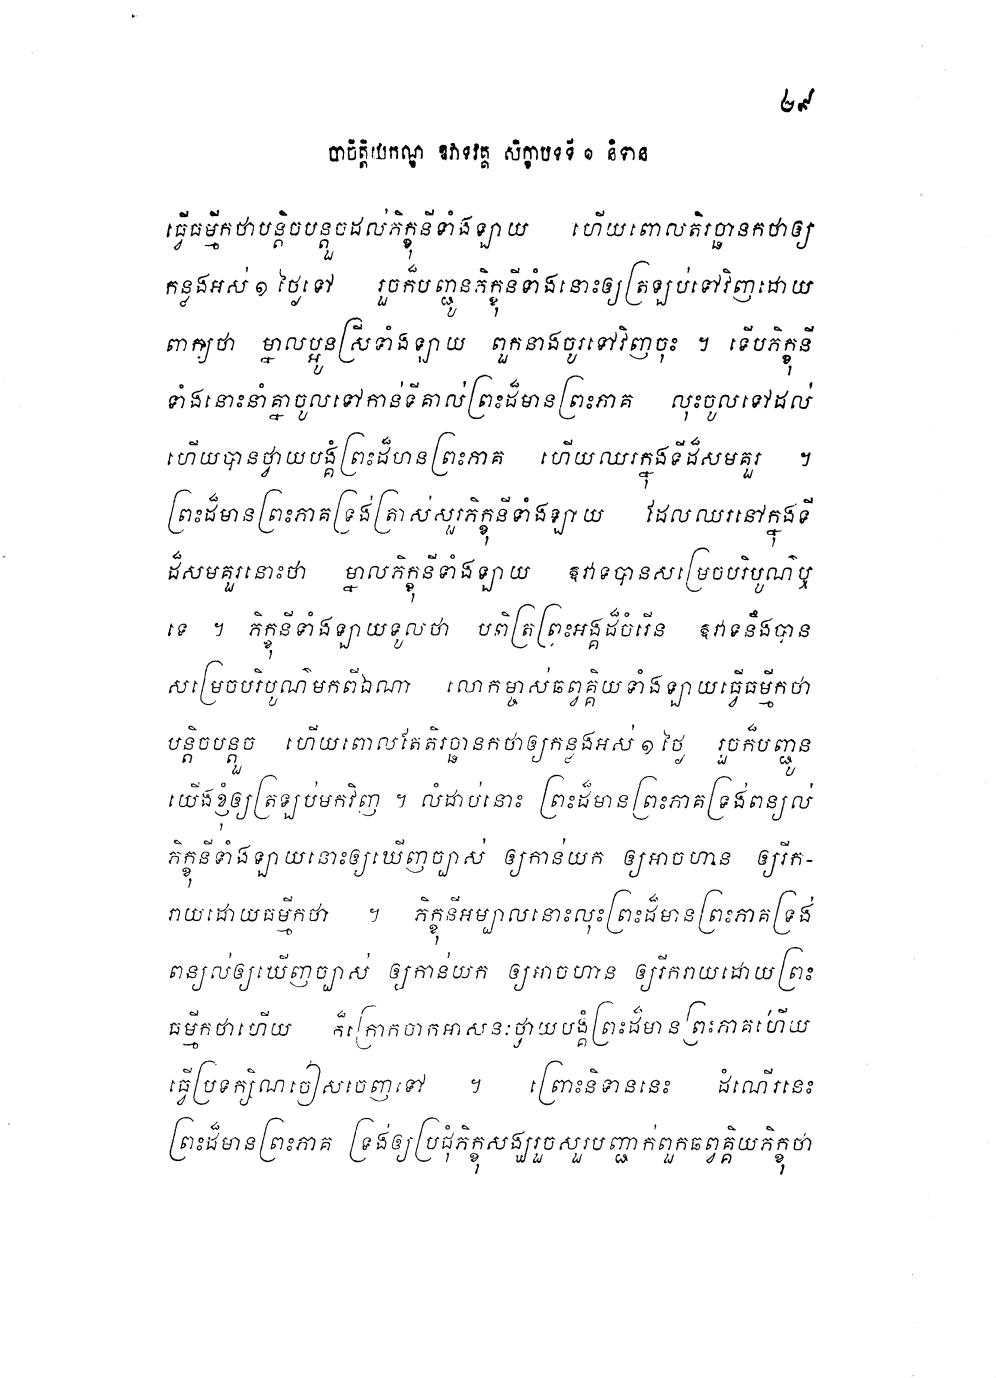 ២៩
បាចិត្តិយកណ្ឌ ឱវាទវគ្គ សិក្ខាបទទី ១ និទាន
ធ្វើធម្មីកថាបន្តិចបន្តួចដល់ភិក្ខុនីទាំងឡាយ ហើយពោលតិរច្ឆានកថាឲ្យ
កន្លងអស់ ១ ថ្ងៃទៅ រួចក៏បញ្ជូនភិក្ខុនីទាំងនោះឲ្យត្រឡប់ទៅវិញដោយ
ពាក្យថា ម្នាលប្អូនស្រីទាំងឡាយ ពួកនាងចូរទៅវិញចុះ ។ ទើបភិក្ខុនី
ទាំងនោះនាំគ្នាចូលទៅកាន់ទីគាល់ព្រះដ៏មានព្រះភាគ លុះចូលទៅដល់
ហើយបានថ្វាយបង្គំព្រះដ៏មានព្រះភាគ ហើយឈរក្នុងទីដ៏សមគួរ ។
ព្រះដ៏មានព្រះភាគទ្រង់ត្រាស់សួរភិក្ខុនីទាំងឡាយ ដែលឈរនៅក្នុងទី
ដ៏សមគួរនោះថា ម្នាលភិក្ខុនីទាំងឡាយ ឱវាទបានសម្រេចបរិបូណ៌ឬ
ទេ ។ ភិក្ខុនីទាំងឡាយទូលថា បពិត្រព្រះអង្គដ៏ចំរើន ឱវាទនឹងបាន
សម្រេចបរិបូណ៌មកពីឯណា លោកម្ចាស់ឆព្វគ្គិយទាំងឡាយធ្វើធម្មីកថា
បន្តិចបន្តួច ហើយពោលតែតិរច្ឆានកថាឲ្យកន្លងអស់ ១ ថ្ងៃ រួចក៏បញ្ជូន
យើងខ្ញុំឲ្យត្រឡប់មកវិញ ។ លំដាប់នោះ ព្រះដ៏មានព្រះភាគទ្រង់ពន្យល់
ភិក្ខុនីទាំងឡាយនោះឲ្យឃើញច្បាស់ ឲ្យកាន់យក ឲ្យអាចហាន ឲ្យរីក-
រាយដោយធម្មីកថា ។ ភិក្ខុនីអម្បាលនោះលុះព្រះដ៏មានព្រះភាគទ្រង់
ពន្យល់ឲ្យឃើញច្បាស់ ឲ្យកាន់យក ឲ្យអាចហាន ឲ្យរីករាយដោយព្រះ
ធម្មីកថាហើយ ក៏ក្រោកចាកអាសនៈថ្វាយបង្គំព្រះដ៏មានព្រះភាគហើយ
ធ្វើប្រទក្សិណចៀសចេញទៅ ។ ព្រោះនិទាននេះ ដំណើរនេះ
ព្រះដ៏មានព្រះភាគ ទ្រង់ឲ្យប្រជុំភិក្ខុសង្ឃរួចសួរបញ្ជាក់ពួកឆព្វគ្គិយភិក្ខុថា